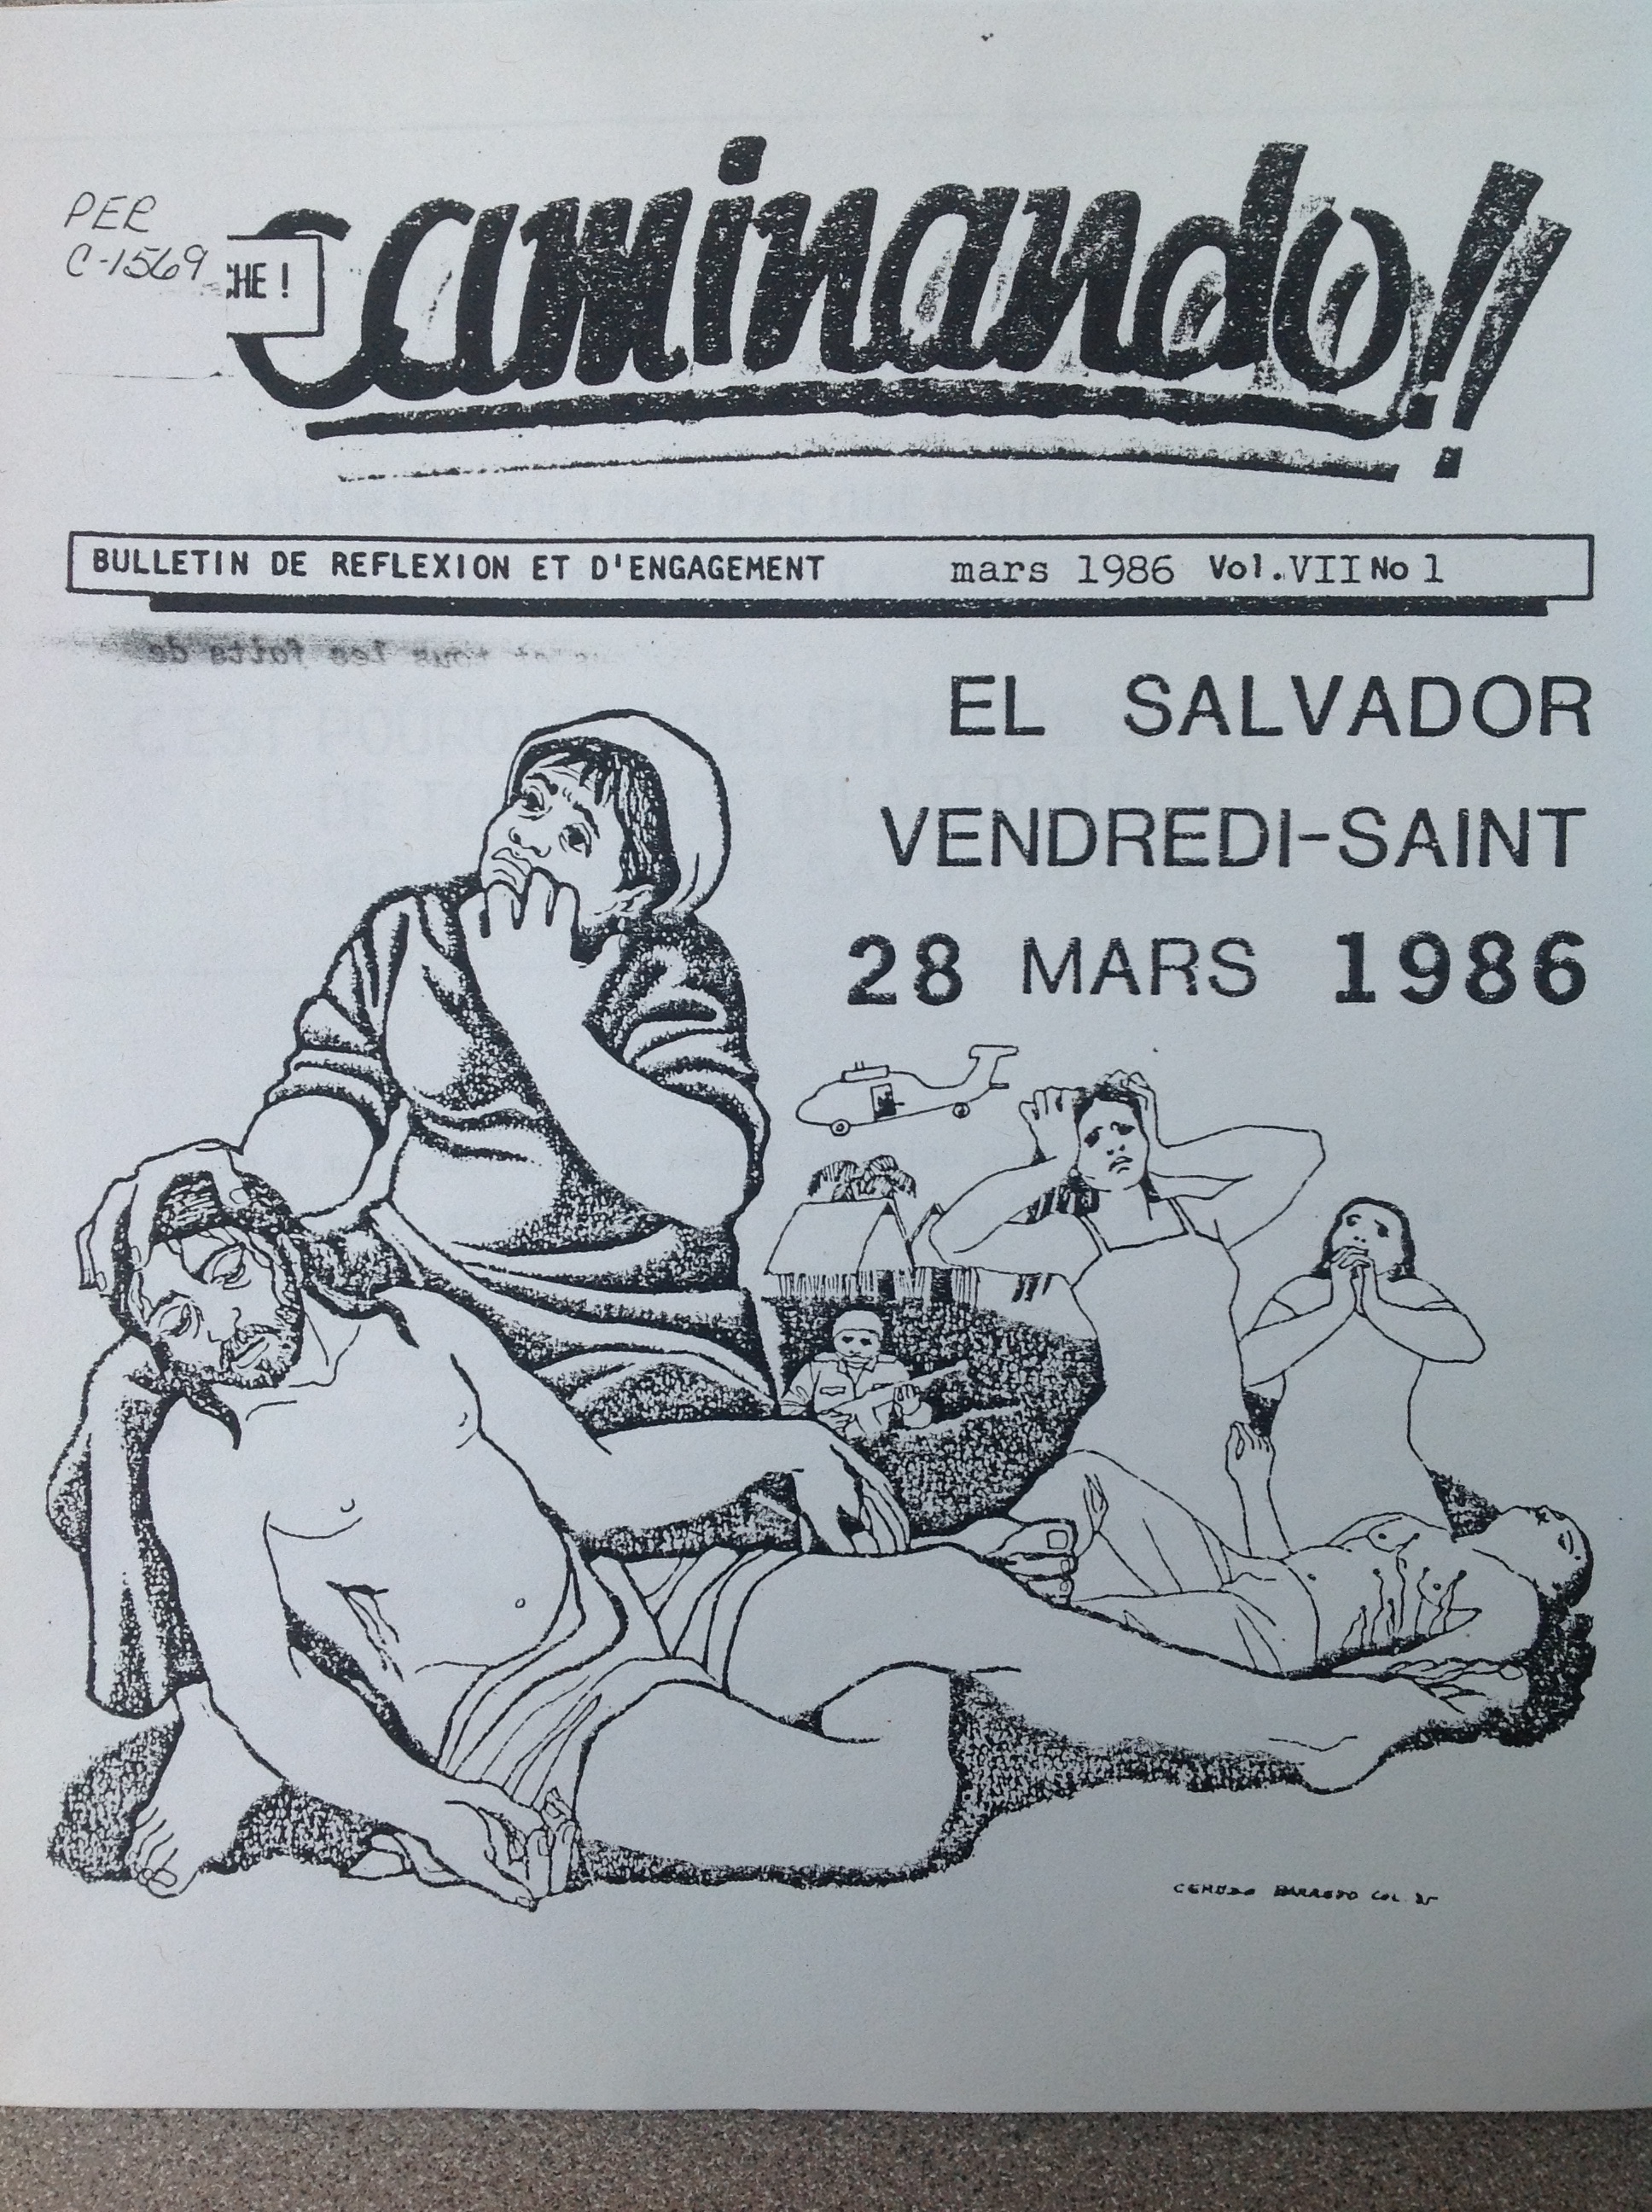 PER
C-1569
CHE !
Caminando!!
BULLETIN DE REFLEXION ET D'ENGAGEMENT mars 1986 Vol.VII No 1
EL SALVADOR
VENDREDI-SAINT
28 MARS 1986
COL